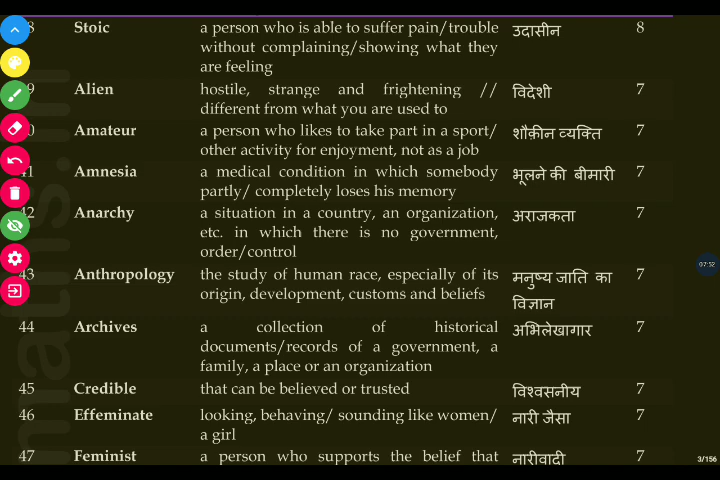 8 Stoic a person who is able to suffer pain/trouble उदासीन 8
without complaining/showing what they
are feeling
9 Alien hostile, strange and frightening // विदेशी 7
different from what you are used to
0 Amateur a person who likes to take part in a sport/ शौक़ीन व्यक्ति 7
other activity for enjoyment, not as a job
41 Amnesia a medical condition in which somebody भूलने की बीमारी 7
partly/ completely loses his memory
42 Anarchy a situation in a country, an organization, अराजकता 7
etc. in which there is no government,
order/control
43 Anthropology the study of human race, especially of its मनुष्य जाति का 7
origin, development, customs and beliefs विज्ञान
44 Archives a collection of historical अभिलेखागार 7
documents/records of a government, a
family, a place or an organization
45 Credible that can be believed or trusted विश्वसनीय 7
46 Effeminate looking, behaving/ sounding like women/ नारी जैसा 7
a girl
47 Feminist a person who supports the belief that नारीवादी 7
07:52
3/156